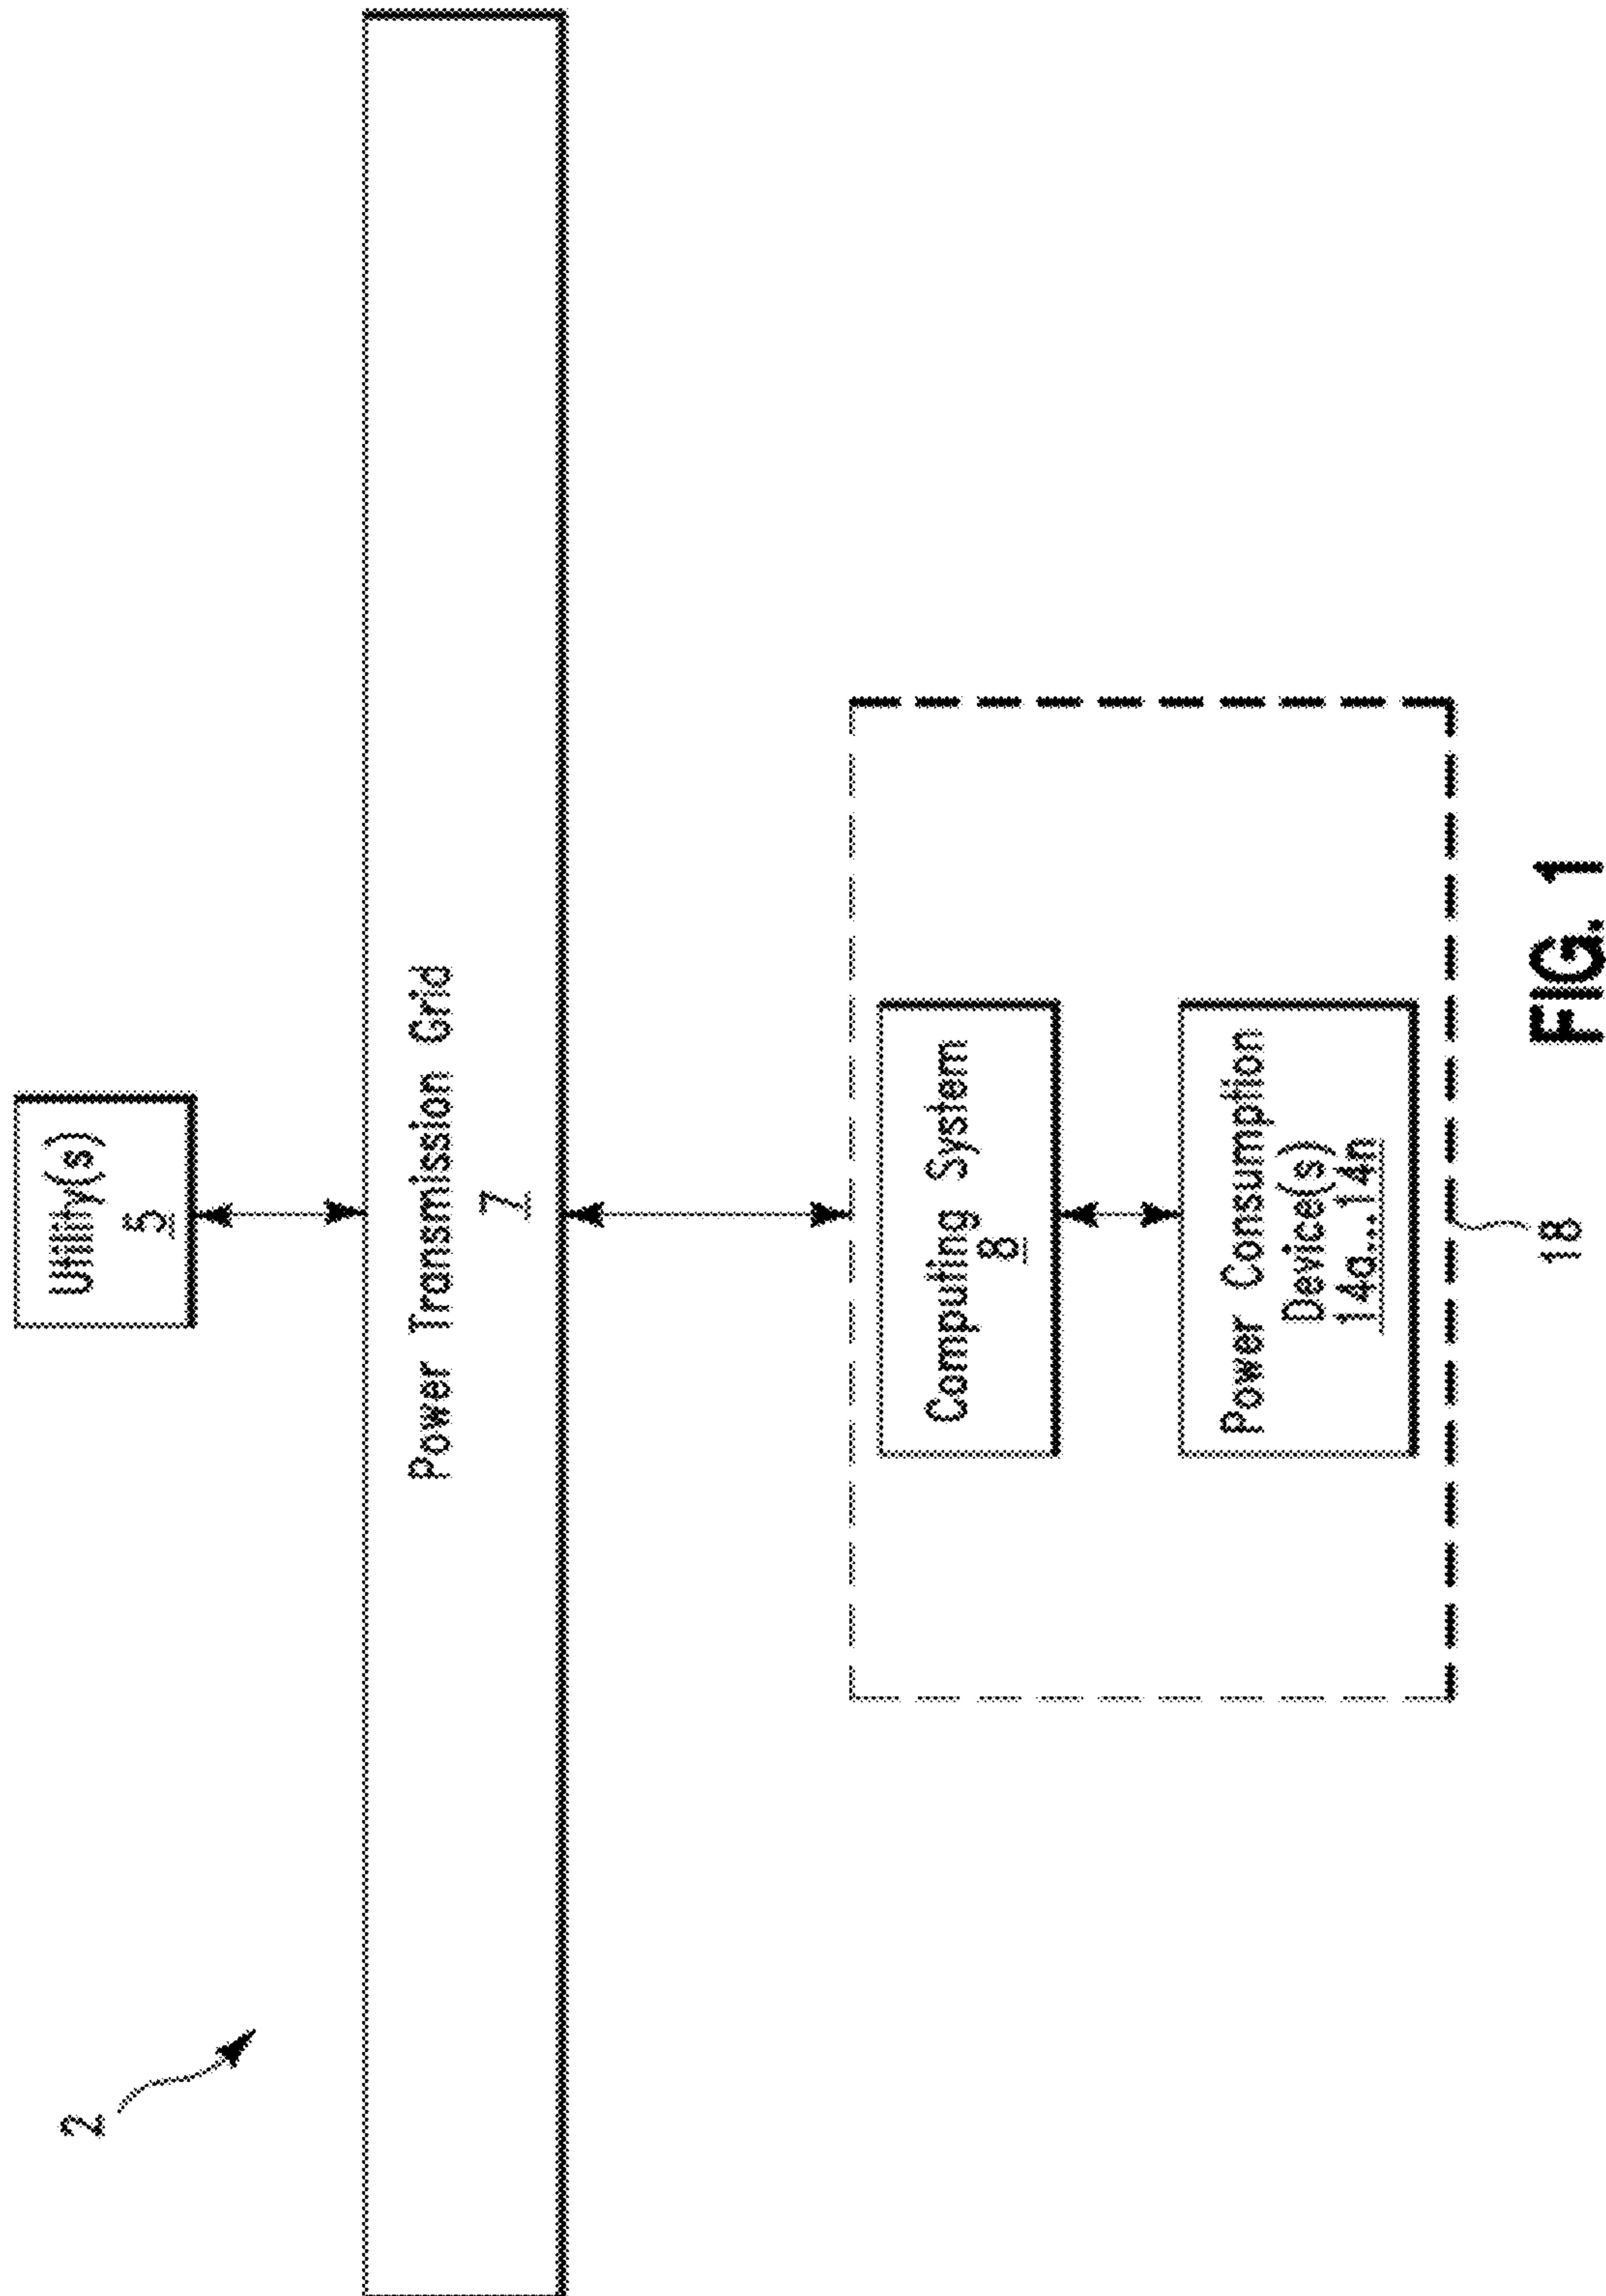 2
Utility(s)
5
Power Transmission Grid
7
Computing System
8
Power Consumption
Device(s)
14a...14n
18
FIG. 1